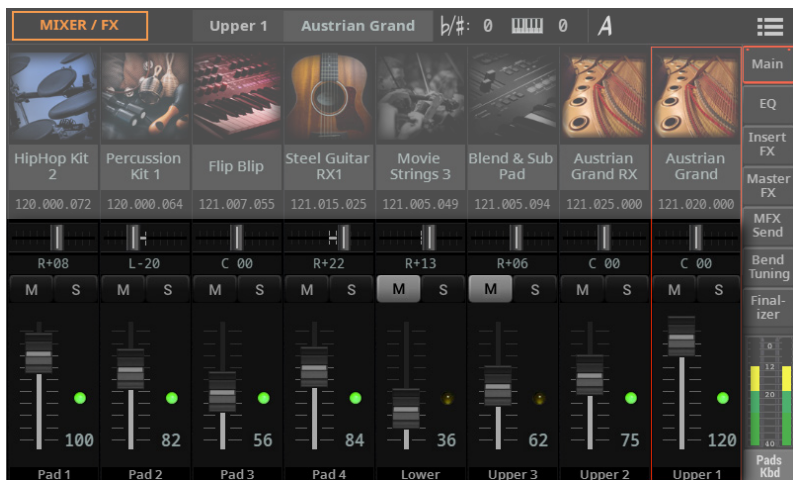 MIXER / FX
Upper 1
Austrian Grand
♭/♯: 0
0
A
HipHop Kit
2
Percussion
Kit 1
Flip Blip
Steel Guitar
RX1
Movie
Strings 3
Blend & Sub
Pad
Austrian
Grand RX
Austrian
Grand
120.000.072
120.000.064
121.007.055
121.015.025
121.005.049
121.005.094
121.025.000
121.020.000
R+08
L-20
C 00
R+22
R+13
R+06
C 00
C 00
M S
M S
M S
M S
M S
M S
M S
M S
100
82
56
84
36
62
75
120
Pad 1
Pad 2
Pad 3
Pad 4
Lower
Upper 3
Upper 2
Upper 1
Main
EQ
Insert
FX
Master
FX
MFX
Send
Bend
Tuning
Final-
izer
0
12
20
40
Pads
Kbd